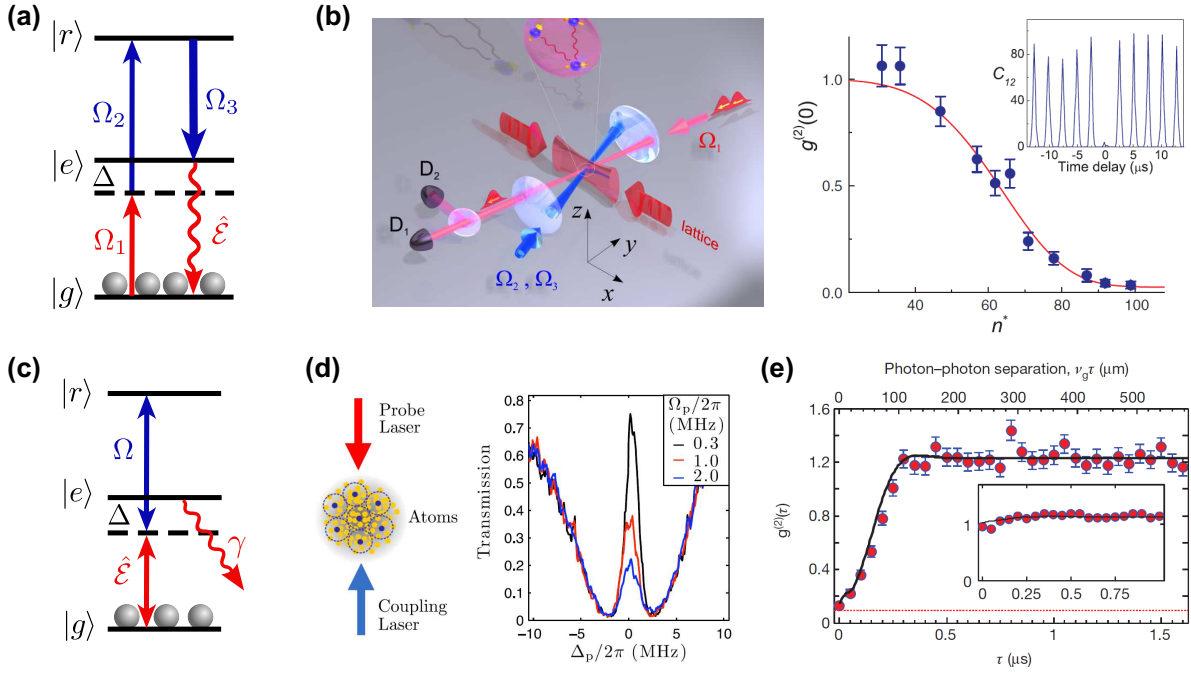 (a)
|r⟩
Ω₂
Ω₃
|e⟩
Δ
Ω₁
Ê
|g⟩
(b)
Ω₁
D₂
D₁
z
y
x
lattice
Ω₂ , Ω₃
g⁽²⁾(0)
1.0
0.5
0.0
40
60
80
100
n*
C₁₂
80
40
0
-10
-5
0
5
10
Time delay (μs)
(c)
|r⟩
Ω
|e⟩
Δ
γ
Ê
|g⟩
(d)
Probe
Laser
Atoms
Coupling
Laser
Transmission
0.8
0.7
0.6
0.5
0.4
0.3
0.2
0.1
0
-10
-5
0
5
10
Δp/2π (MHz)
Ωp/2π
(MHz)
0.3
1.0
2.0
(e)
Photon–photon separation, νgτ (μm)
0 100 200 300 400 500
g⁽²⁾(τ)
1.6
1.2
0.8
0.4
0
0 0.5 1 1.5
τ (μs)
1
0
0 0.25 0.5 0.75